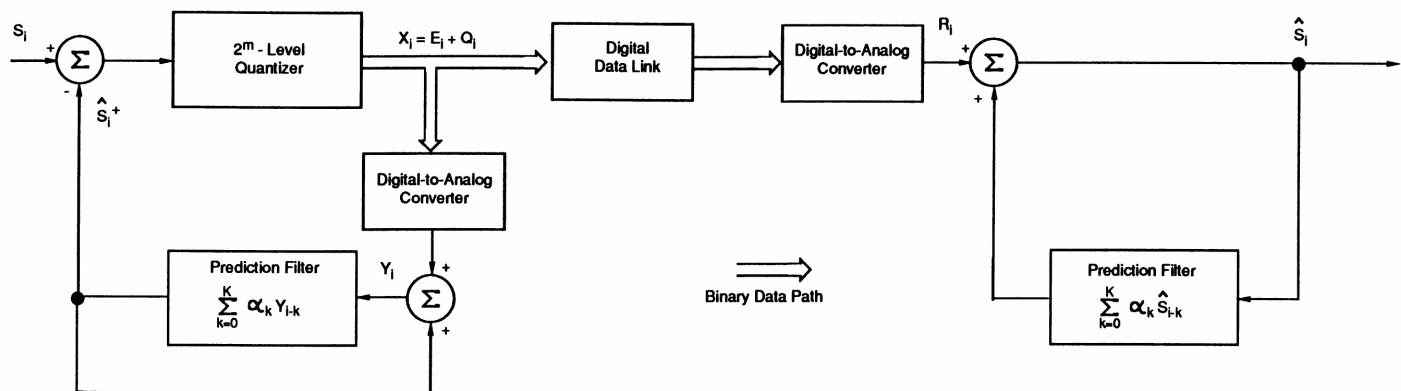 Sᵢ
+
Σ
-
Ŝᵢ⁺
2ᵐ - Level
Quantizer
Xᵢ = Eᵢ + Qᵢ
Digital
Data Link
Digital-to-Analog
Converter
Rᵢ
+
Σ
+
Ŝᵢ
Digital-to-Analog
Converter
+
Σ
+
Yᵢ
Prediction Filter
K
Σ αₖ Yᵢ₋ₖ
k=0
Binary Data Path
Prediction Filter
K
Σ αₖ Ŝᵢ₋ₖ
k=0